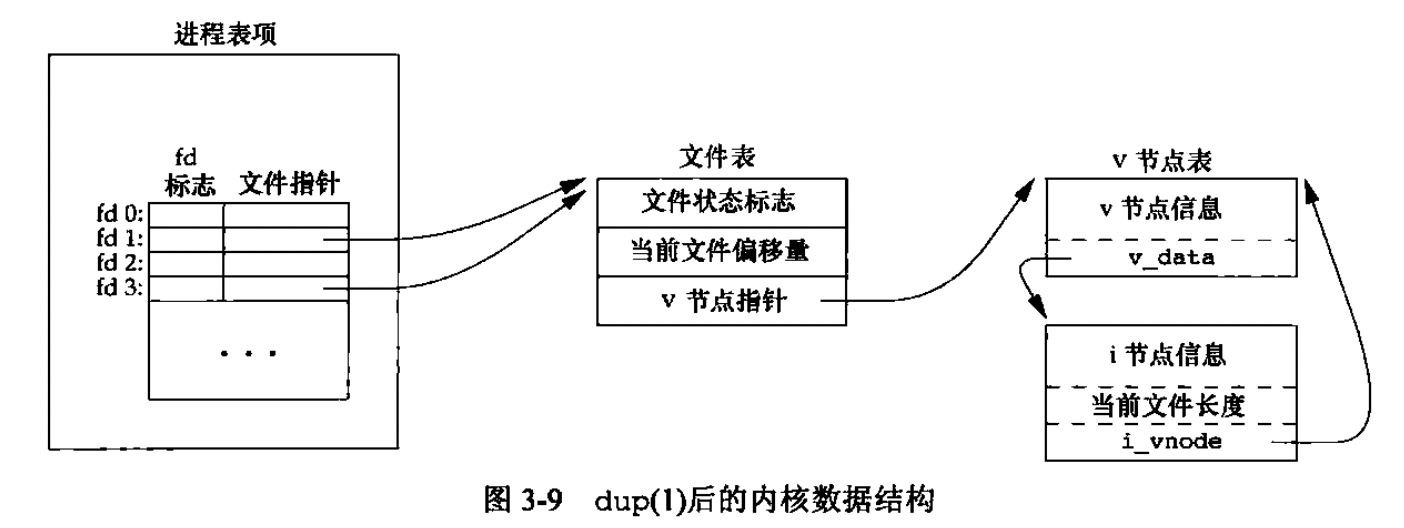 进程表项
fd
标志 文件指针
fd 0:
fd 1:
fd 2:
fd 3:
...
文件表
文件状态标志
当前文件偏移量
v 节点指针
v 节点表
v 节点信息
v_data
i 节点信息
当前文件长度
i_vnode
图 3-9 dup(1)后的内核数据结构